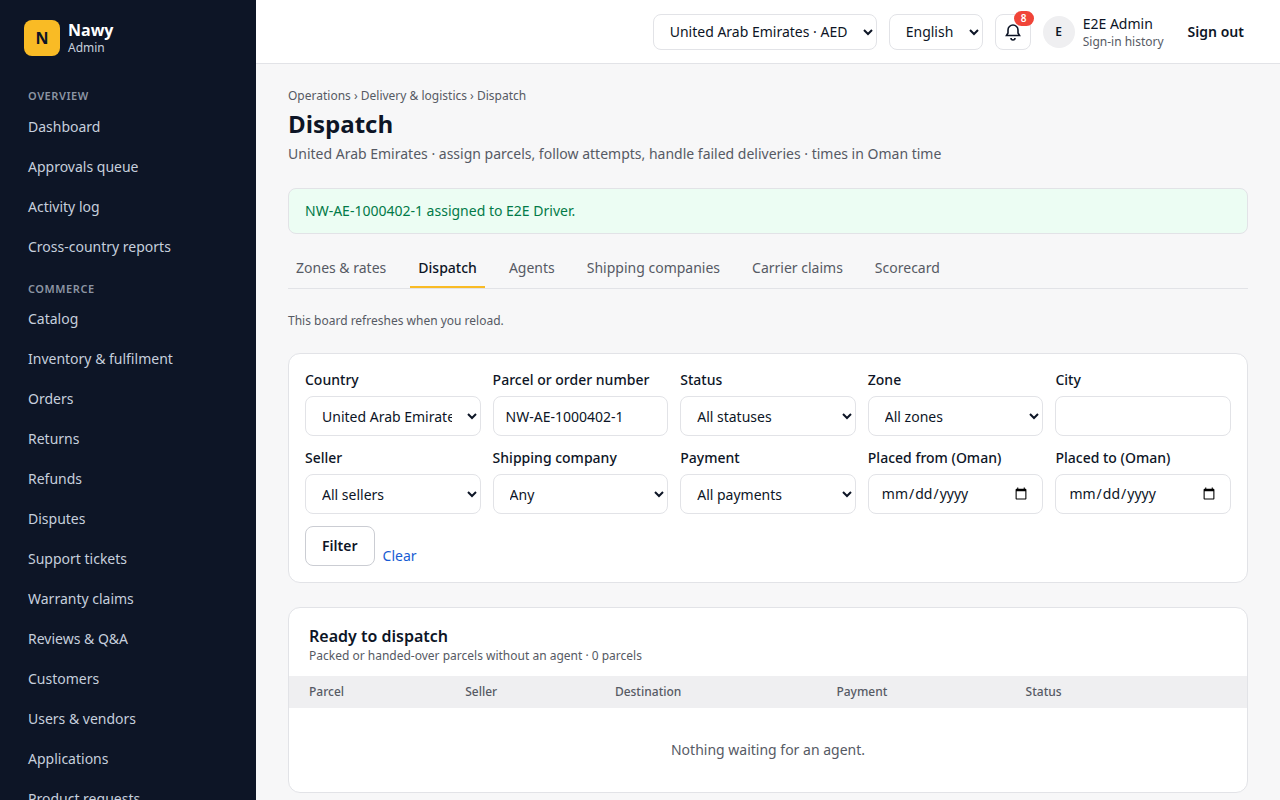 N
Nawy
Admin
United Arab Emirates · AED
English
8
E
E2E Admin
Sign-in history
Sign out
OVERVIEW
Dashboard
Approvals queue
Activity log
Cross-country reports
COMMERCE
Catalog
Inventory & fulfilment
Orders
Returns
Refunds
Disputes
Support tickets
Warranty claims
Reviews & Q&A
Customers
Users & vendors
Applications
Product requests
Operations › Delivery & logistics › Dispatch
Dispatch
United Arab Emirates · assign parcels, follow attempts, handle failed deliveries · times in Oman time
NW-AE-1000402-1 assigned to E2E Driver.
Zones & rates Dispatch Agents Shipping companies Carrier claims Scorecard
This board refreshes when you reload.
Country Parcel or order number Status Zone City
United Arab Emirate NW-AE-1000402-1 All statuses All zones
Seller Shipping company Payment Placed from (Oman) Placed to (Oman)
All sellers Any All payments mm/dd/yyyy mm/dd/yyyy
Filter Clear
Ready to dispatch
Packed or handed-over parcels without an agent · 0 parcels
Parcel Seller Destination Payment Status
Nothing waiting for an agent.